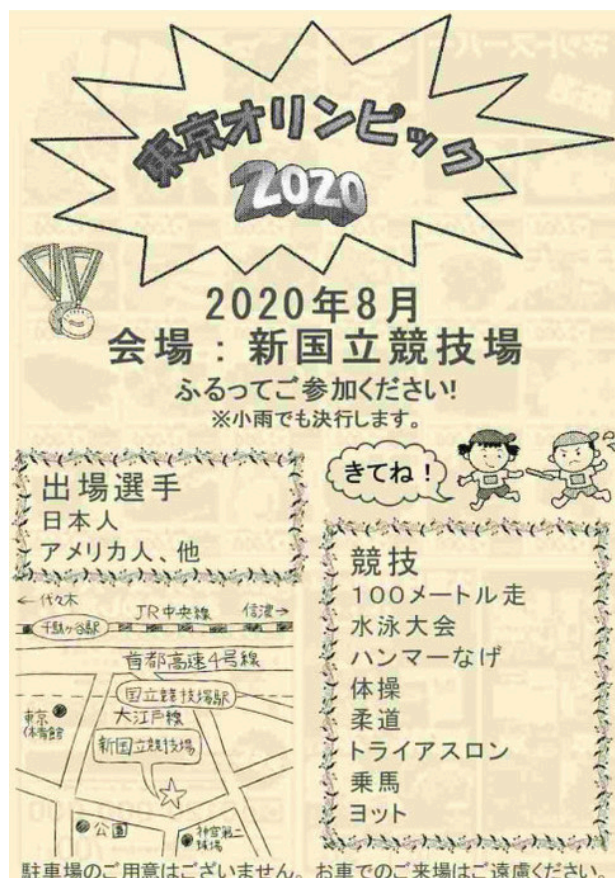 東京オリンピック
2020
2020年8月
会場：新国立競技場
ふるってご参加ください!
※小雨でも決行します。
きてね！
出場選手
日本人
アメリカ人、他
競技
100メートル走
水泳大会
ハンマーなげ
体操
柔道
トライアスロン
乗馬
ヨット
← 代々木
JR中央線
信濃→
千駄ヶ谷駅
首都高速4号線
国立競技場駅
大江戸線
東京体育館
新国立競技場
公園
神宮第二球場
駐車場のご用意はございません。お車でのご来場はご遠慮ください。